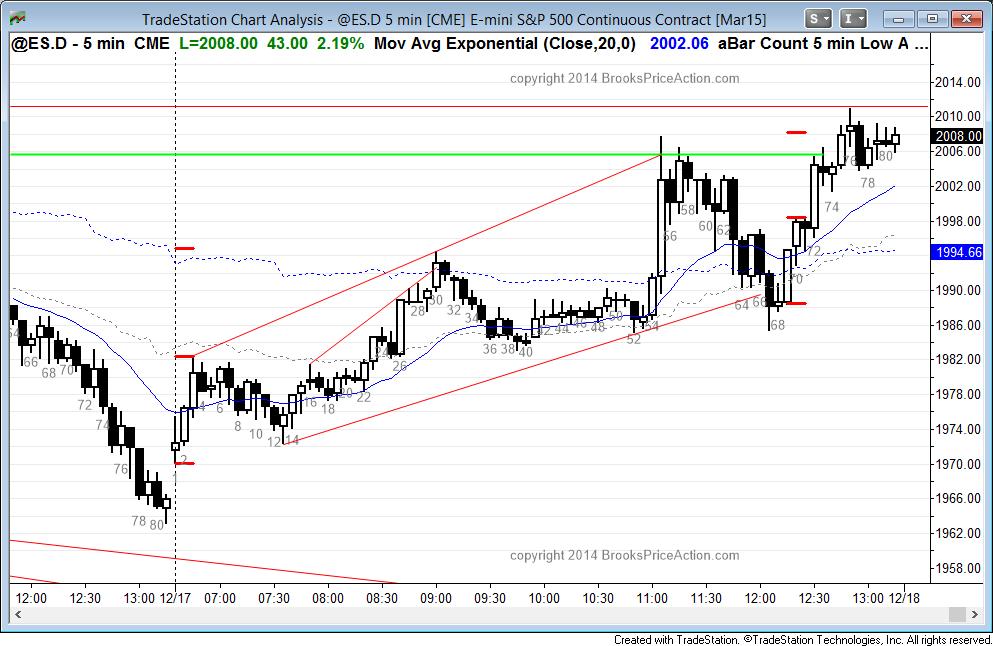 TradeStation Chart Analysis - @ES.D 5 min [CME] E-mini S&P 500 Continuous Contract [Mar15]
S I
@ES.D - 5 min CME L=2008.00 43.00 2.19% Mov Avg Exponential (Close,20,0) 2002.06 aBar Count 5 min Low A ...
copyright 2014 BrooksPriceAction.com
2014.00
2010.00
2008.00
2006.00
2002.00
1998.00
1994.66
1990.00
1986.00
1982.00
1978.00
1974.00
1970.00
1966.00
1962.00
1958.00
66 68 70 72 74 76 78 80
2 4 6 8 10 12 14 16 18 20 22 24 26 28 30 32 34 36 38 40
42 44 46 48 50 52 54 56 58 60 62 64 66 68 70 72 74 76 78 80
copyright 2014 BrooksPriceAction.com
12:00 12:30 13:00 12/17 07:00 07:30 08:00 08:30 09:00 09:30 10:00 10:30 11:00 11:30 12:00 12:30 13:00 12/18
Created with TradeStation. ©TradeStation Technologies, Inc. All rights reserved.